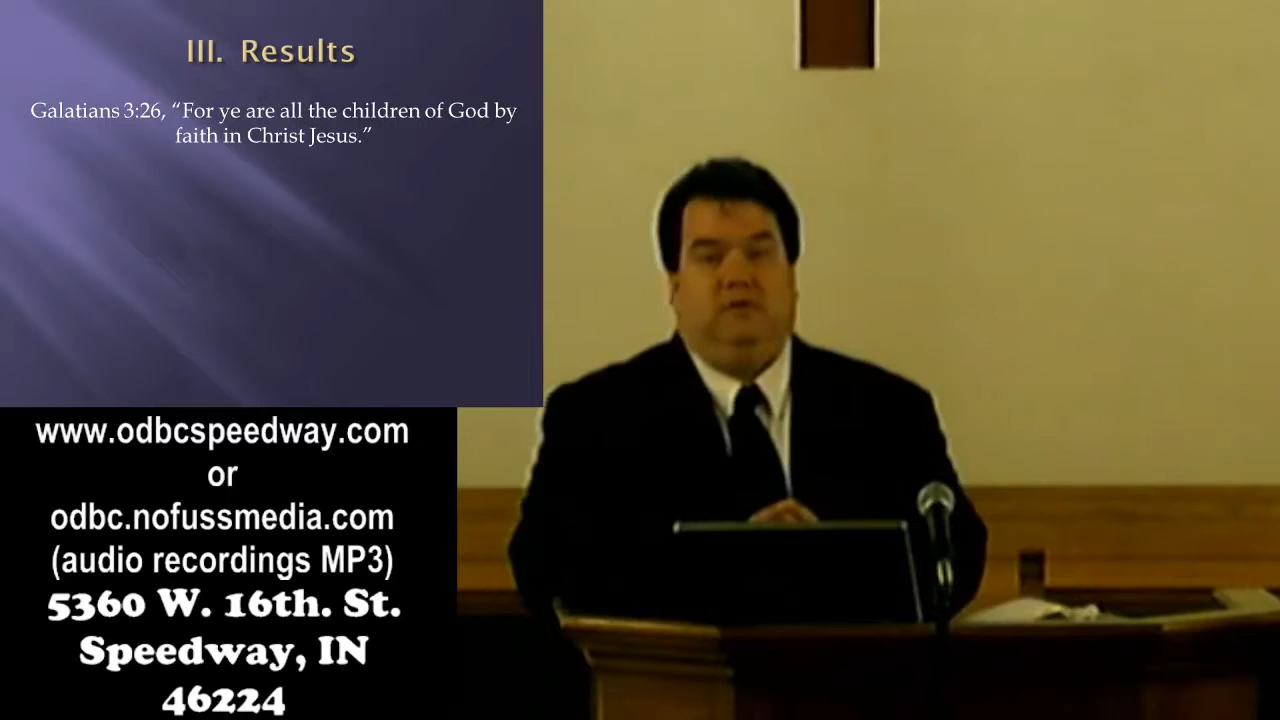 III. Results
Galatians 3:26, “For ye are all the children of God by
faith in Christ Jesus.”
www.odbcspeedway.com
or
odbc.nofussmedia.com
(audio recordings MP3)
5360 W. 16th. St.
Speedway, IN
46224